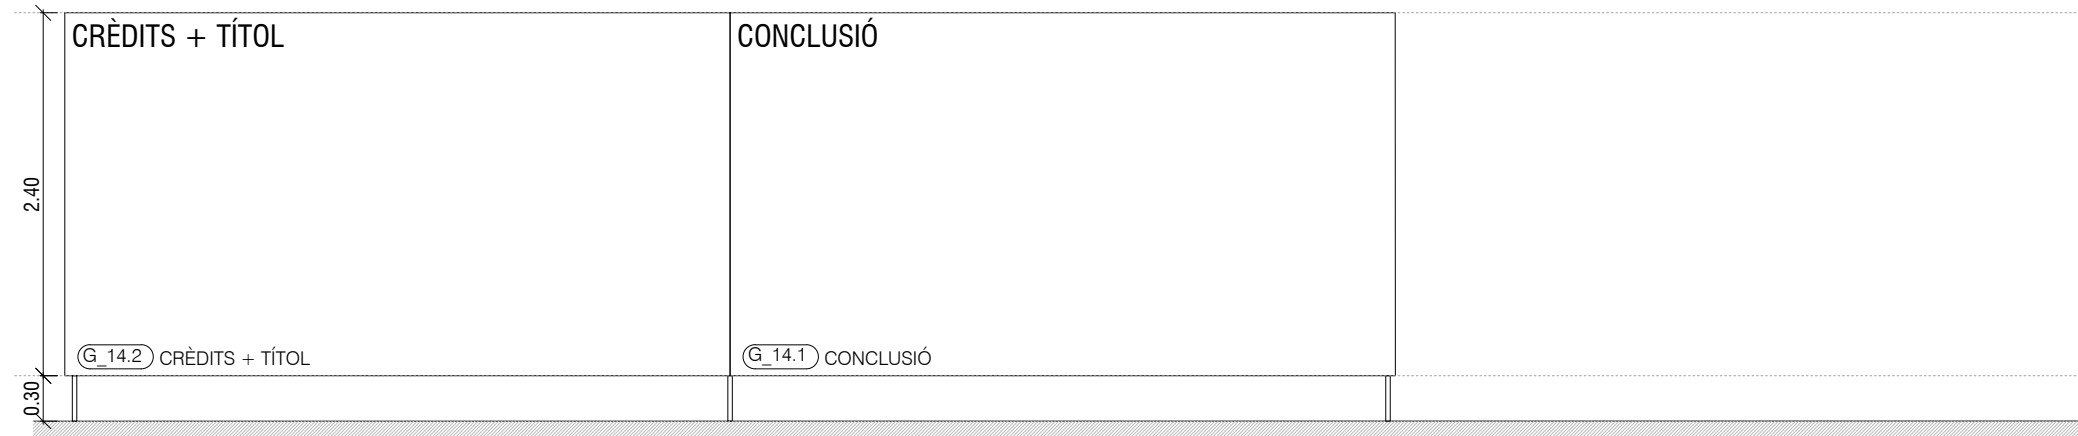 CRÈDITS + TÍTOL
CONCLUSIÓ
2.40
G_14.2 CRÈDITS + TÍTOL
G_14.1 CONCLUSIÓ
0.30